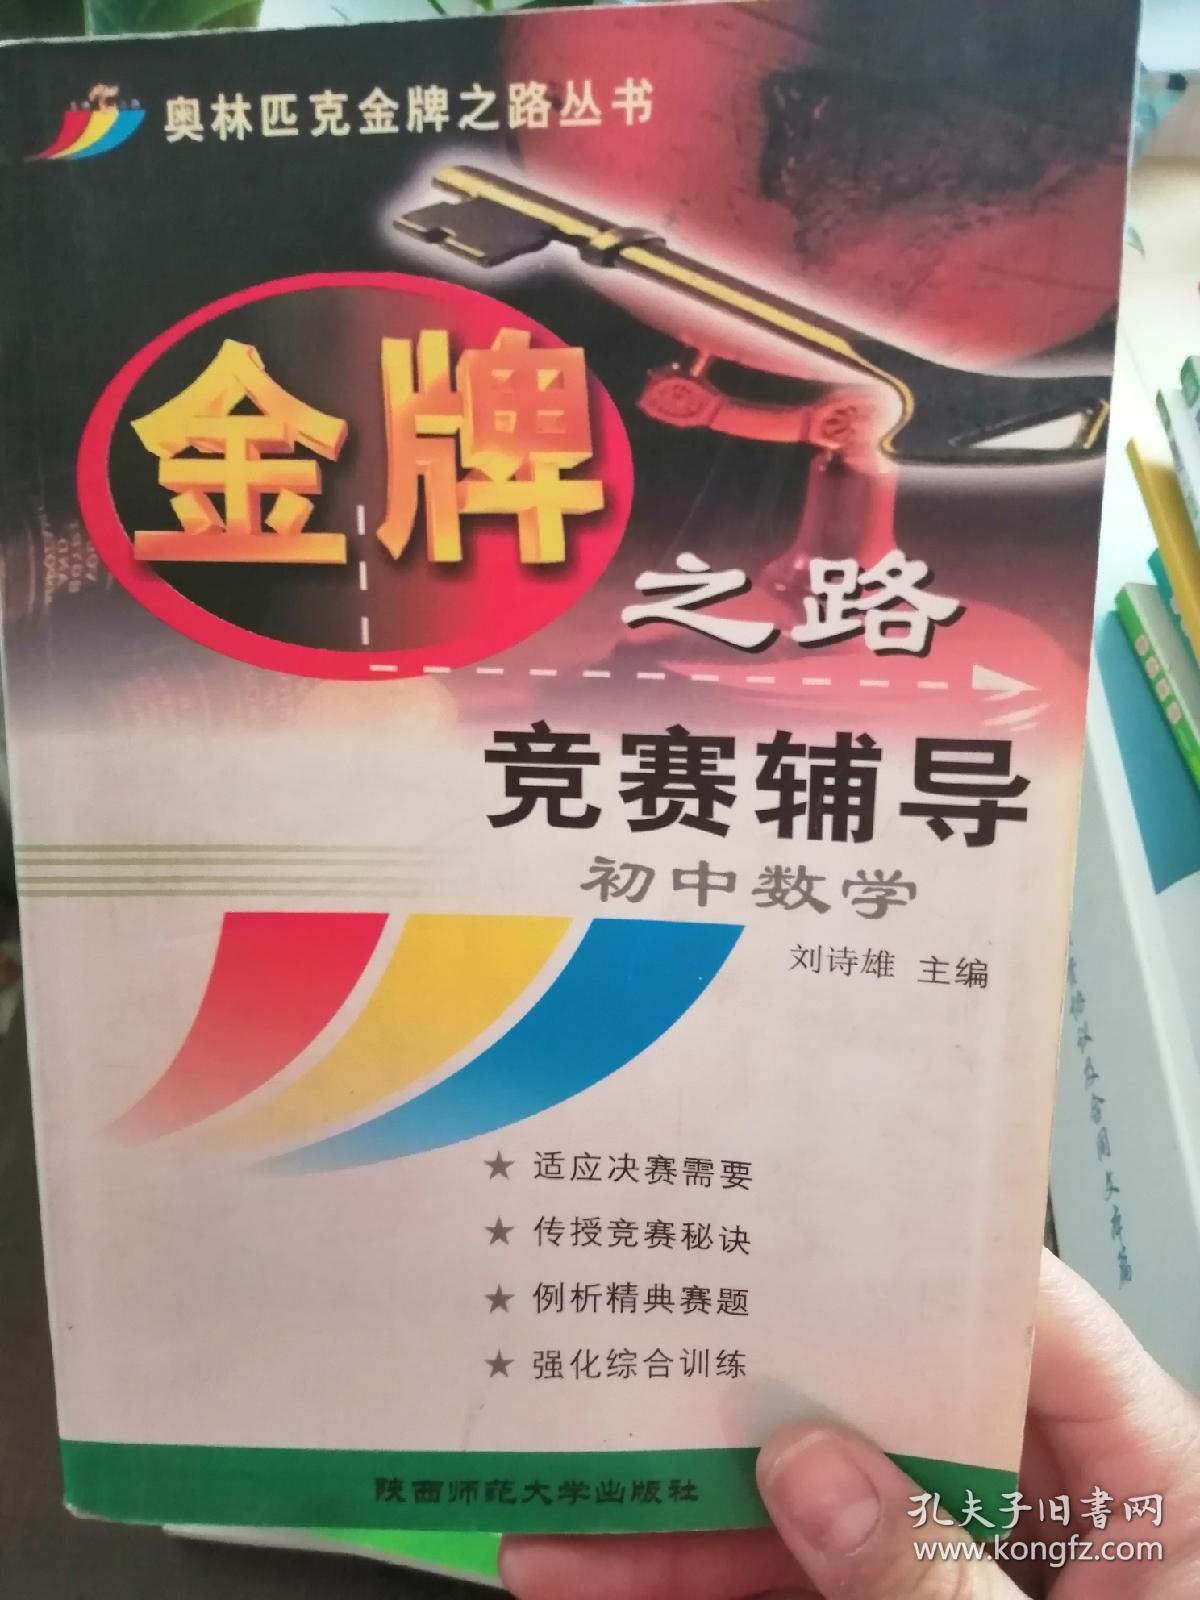 奥林匹克金牌之路丛书
金牌
之路
竞赛辅导
初中数学
刘诗雄 主编
★ 适应决赛需要
★ 传授竞赛秘诀
★ 例析精典赛题
★ 强化综合训练
陕西师范大学出版社
孔夫子旧书网
www.kongfz.com